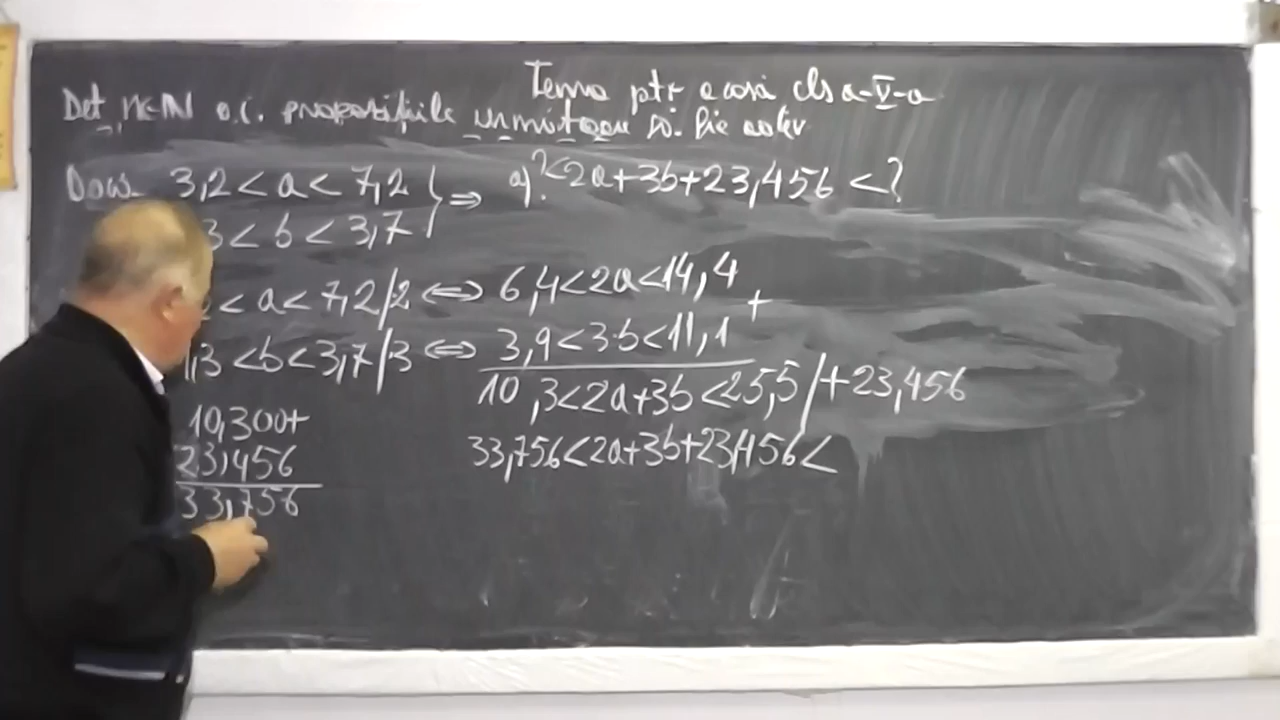 Tema ptr acasă cls a-V-a
Det n∈N a.î. propozițiile următoare să fie adev
Dacă 3,2 < a < 7,2 } ⇒ a) ? < 2a+3b+23,456 < ?
3 < b < 3,7
2 < a < 7,2 /·2 ⇔ 6,4 < 2a < 14,4
+
1,3 < b < 3,7 /·3 ⇔ 3,9 < 3·b < 11,1
10,3 < 2a+3b < 25,5 / + 23,456
10,300+
33,756 < 2a+3b+23,456 <
23,456
33,756